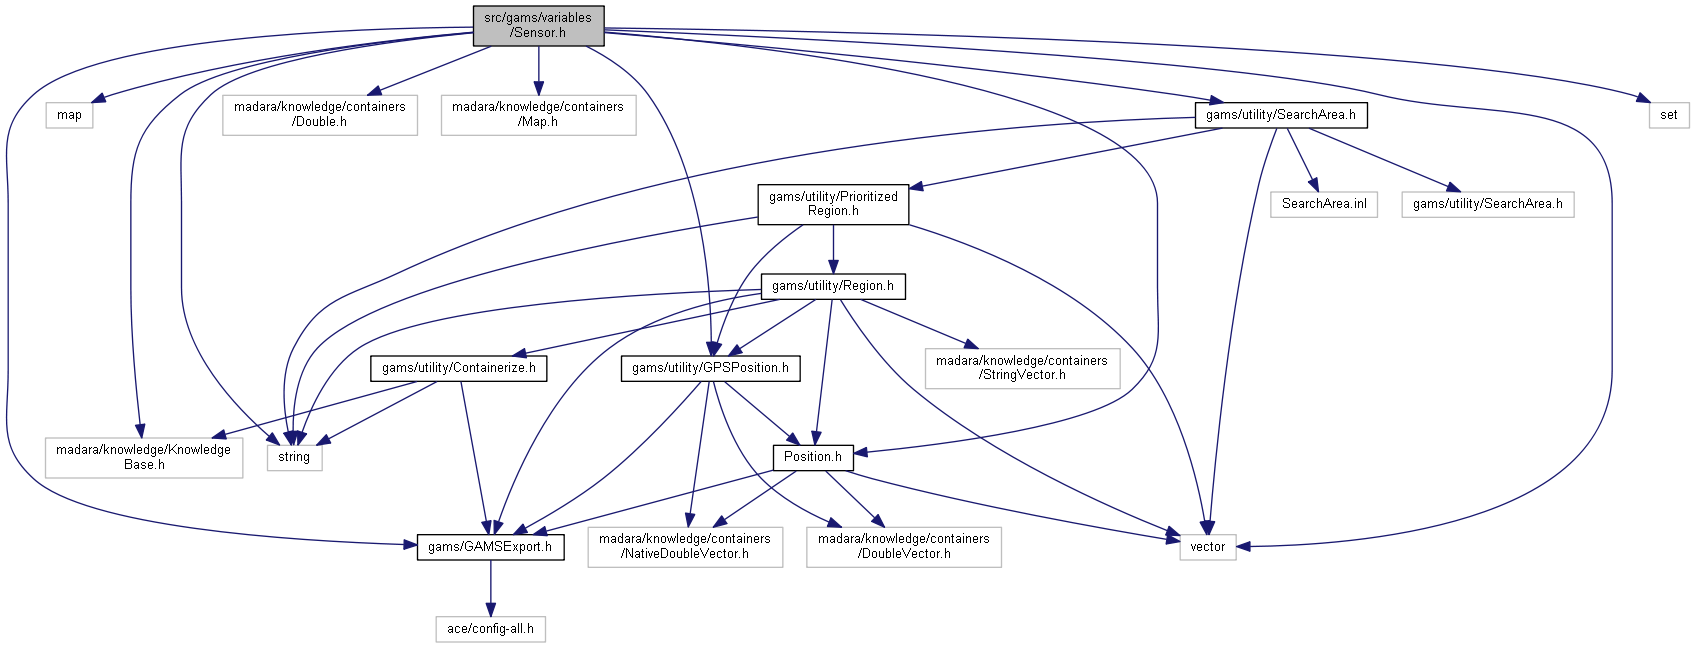 src/gams/variables
/Sensor.h
map
madara/knowledge/containers
/Double.h
madara/knowledge/containers
/Map.h
gams/utility/SearchArea.h
set
gams/utility/Prioritized
Region.h
SearchArea.inl
gams/utility/SearchArea.h
gams/utility/Region.h
gams/utility/Containerize.h
gams/utility/GPSPosition.h
madara/knowledge/containers
/StringVector.h
madara/knowledge/Knowledge
Base.h
string
Position.h
gams/GAMSExport.h
madara/knowledge/containers
/NativeDoubleVector.h
madara/knowledge/containers
/DoubleVector.h
vector
ace/config-all.h